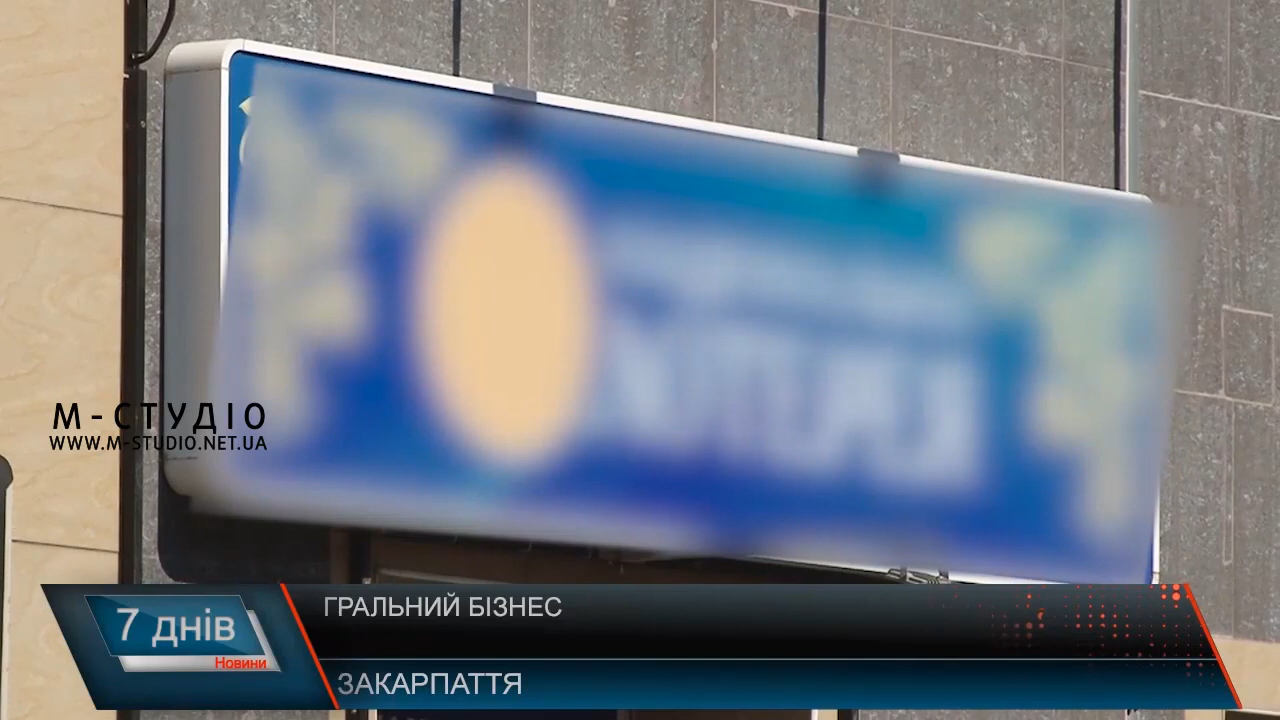 М-СТУДІО
WWW.M-STUDIO.NET.UA
7 днів
Новини
ГРАЛЬНИЙ БІЗНЕС
ЗАКАРПАТТЯ